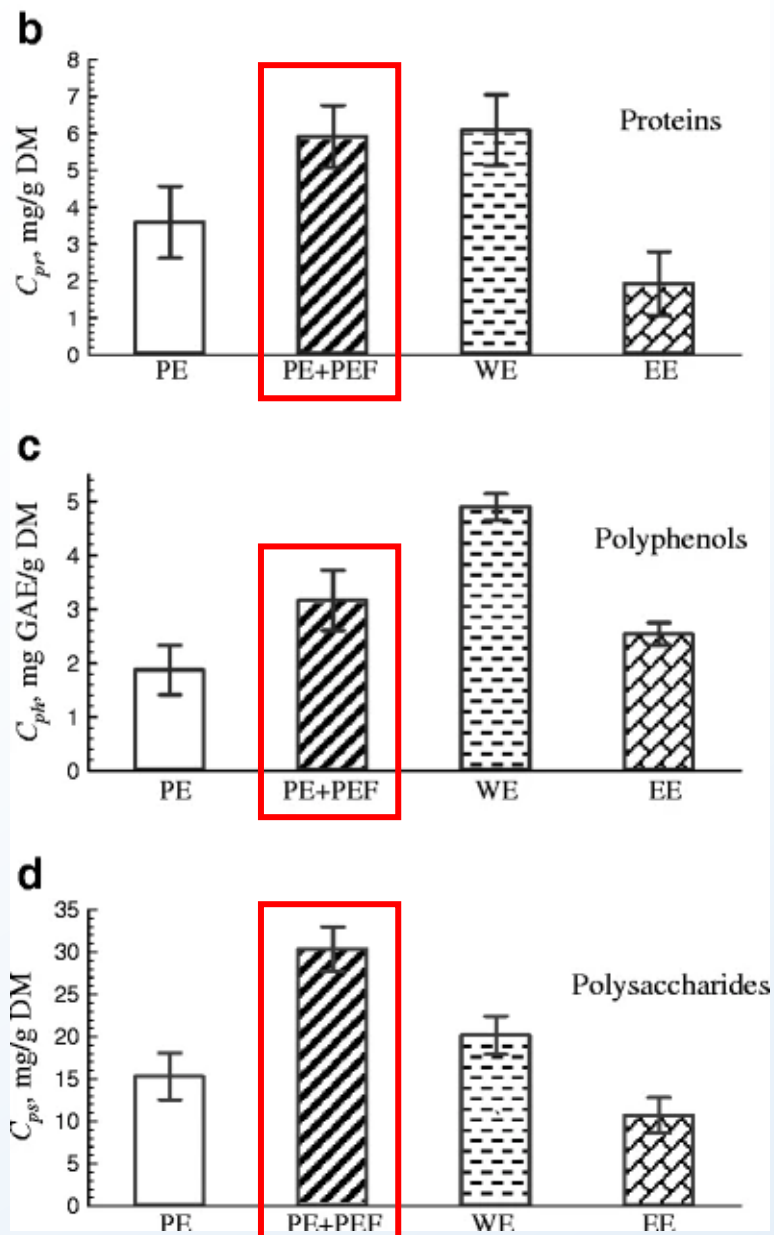 b
8
7
6
5
4
3
2
1
0
C_pr, mg/g DM
Proteins
PE PE+PEF WE EE
c
5
4
3
2
1
0
C_ph, mg GAE/g DM
Polyphenols
PE PE+PEF WE EE
d
35
30
25
20
15
10
5
0
C_ps, mg/g DM
Polysaccharides
PE PE+PEF WE EE